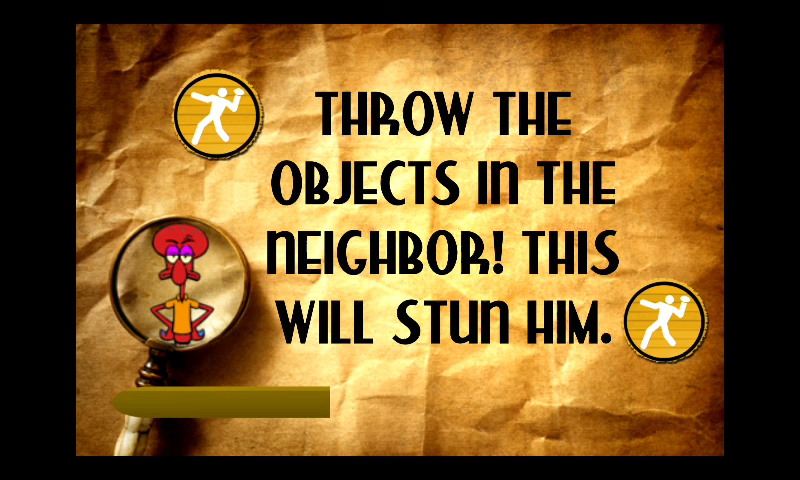 THROW THE
OBJECTS IN THE
NEIGHBOR! THIS
WILL STUN HIM.